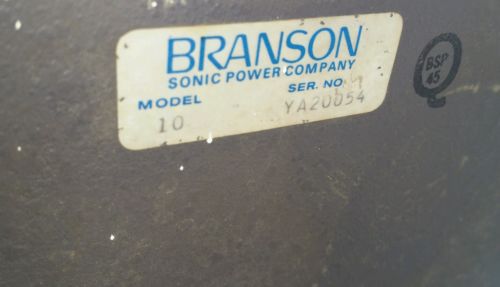 BRANSON
SONIC POWER COMPANY
MODEL SER. NO
10 YA20054
BSP
45